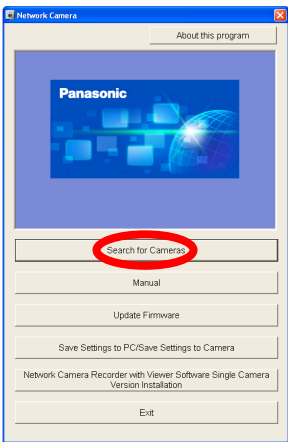 Network Camera
About this program
Panasonic
Search for Cameras
Manual
Update Firmware
Save Settings to PC/Save Settings to Camera
Network Camera Recorder with Viewer Software Single Camera
Version Installation
Exit